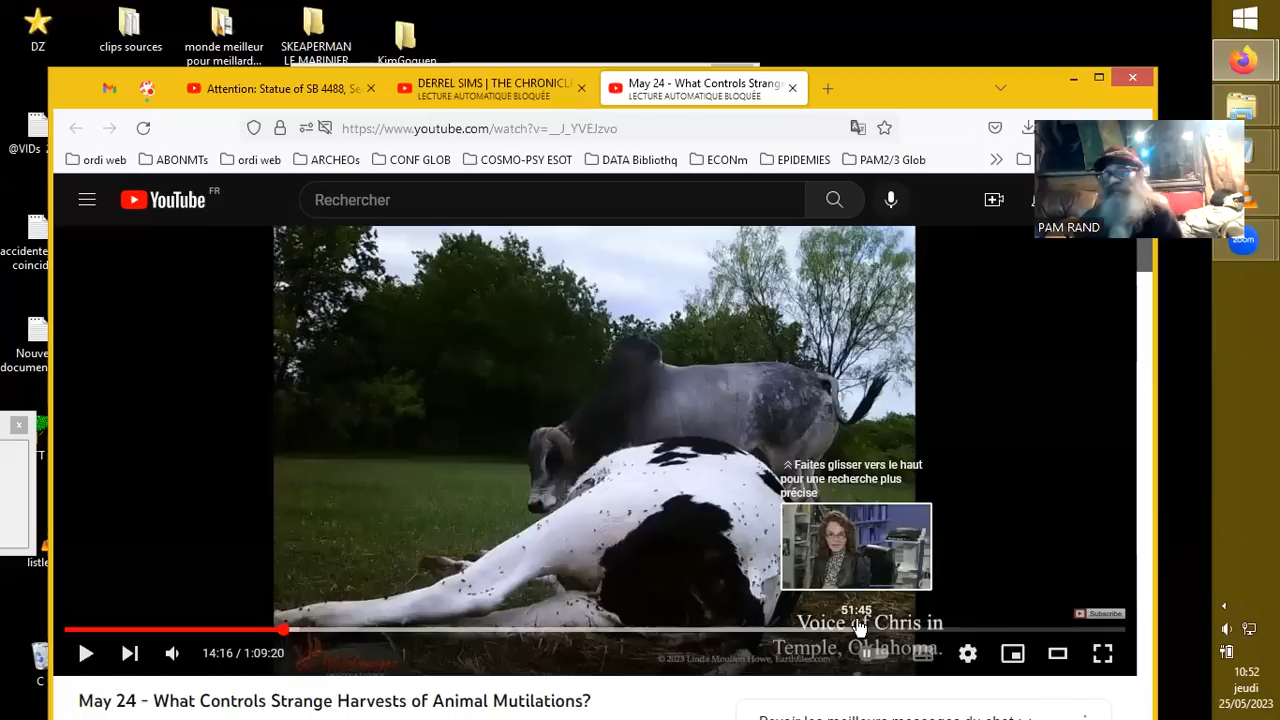 DZ
clips sources
monde meilleur
pour meillard...
SKEAPERMAN
LE MARINIER
KimGoguen
Attention: Statue of SB 4488, Se
DERREL SIMS | THE CHRONICL
LECTURE AUTOMATIQUE BLOQUÉE
May 24 - What Controls Strange
LECTURE AUTOMATIQUE BLOQUÉE
@VIDs 2
https://www.youtube.com/watch?v=__J_YVEJzvo
ordi web
ABONMTs
ordi web
ARCHEOs
CONF GLOB
COSMO-PSY ESOT
DATA Bibliothq
ECONm
EPIDEMIES
PAM2/3 Glob
YouTube FR
Rechercher
PAM RAND
zoom
accidente
coincid
Nouve
documen
Faites glisser vers le haut
pour une recherche plus
précise
51:45
Voice of Chris in
Temple, Oklahoma.
Subscribe
© 2023 Linda Moulton Howe, Earthfiles.com
14:16 / 1:09:20
listle
C
May 24 - What Controls Strange Harvests of Animal Mutilations?
10:52
jeudi
25/05/2023